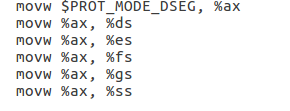 movw $PROT_MODE_DSEG, %ax
movw %ax, %ds
movw %ax, %es
movw %ax, %fs
movw %ax, %gs
movw %ax, %ss